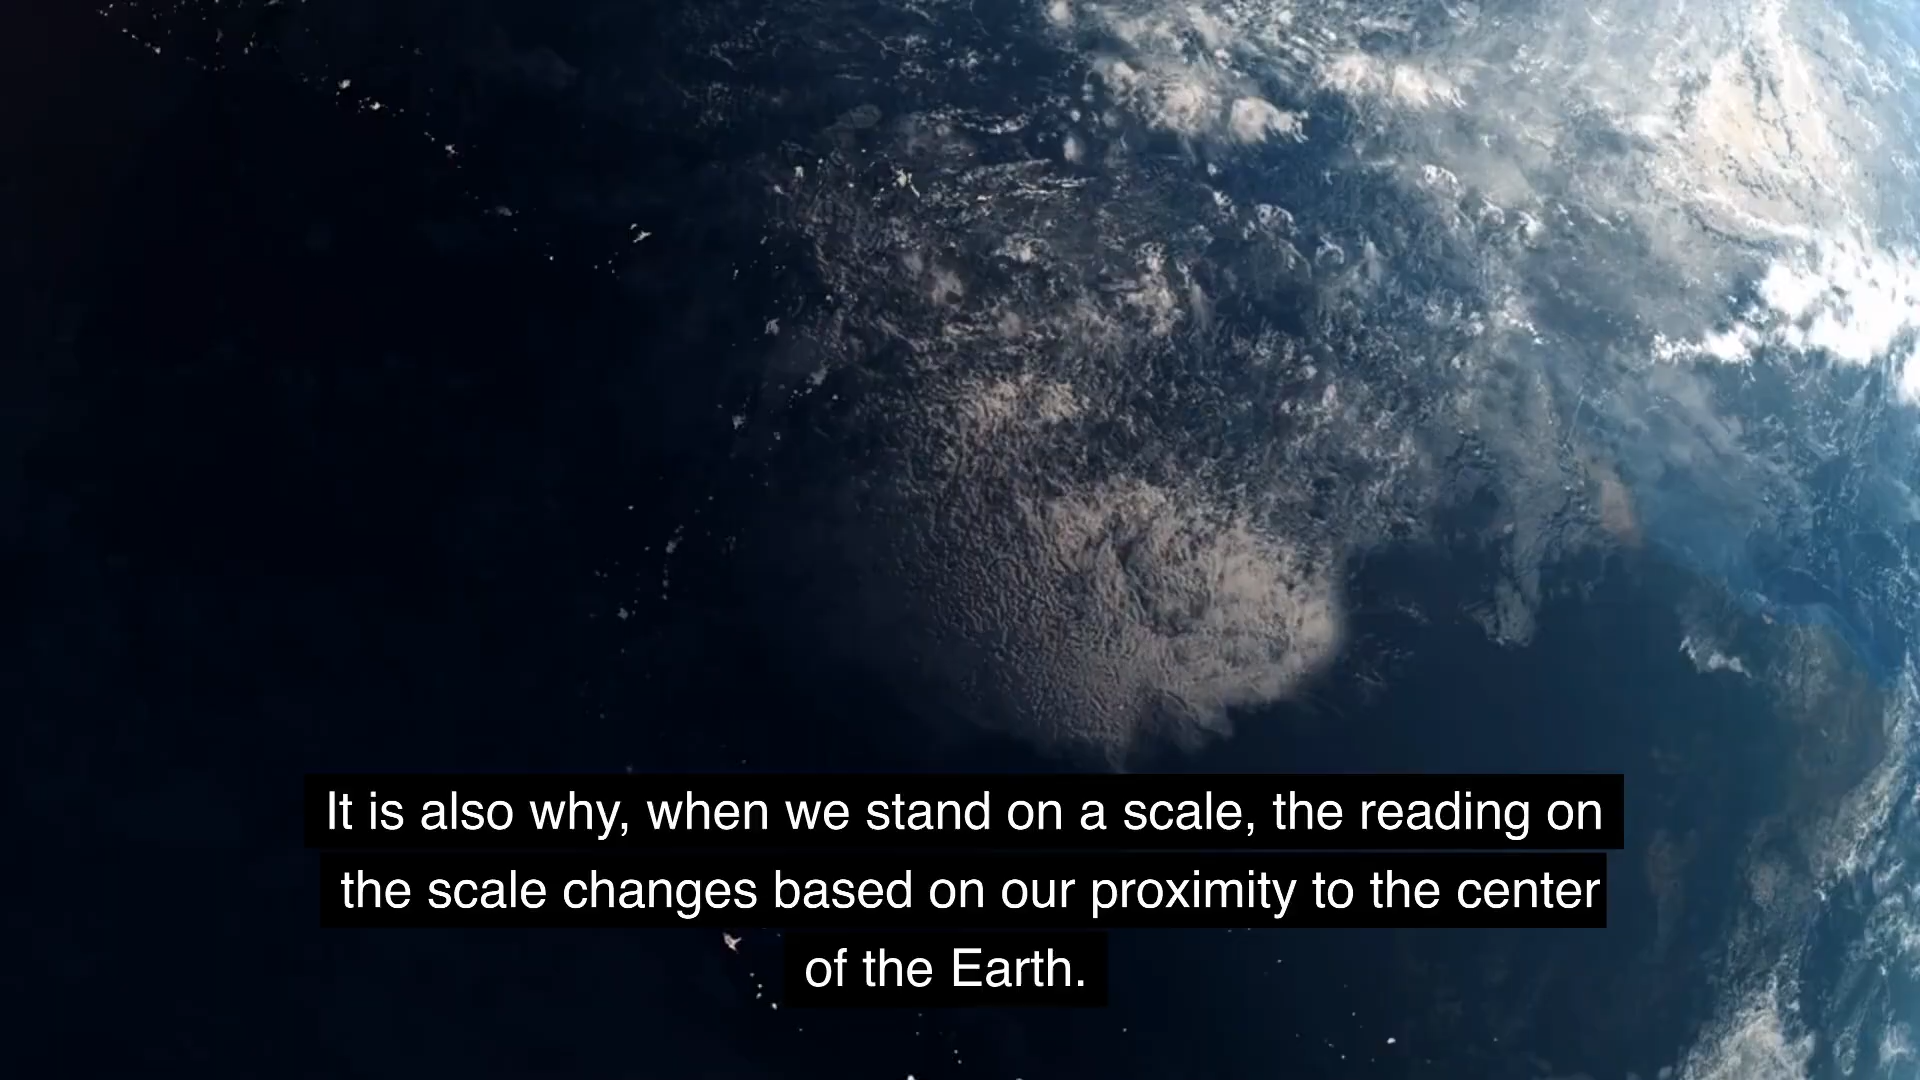 It is also why, when we stand on a scale, the reading on
the scale changes based on our proximity to the center
of the Earth.